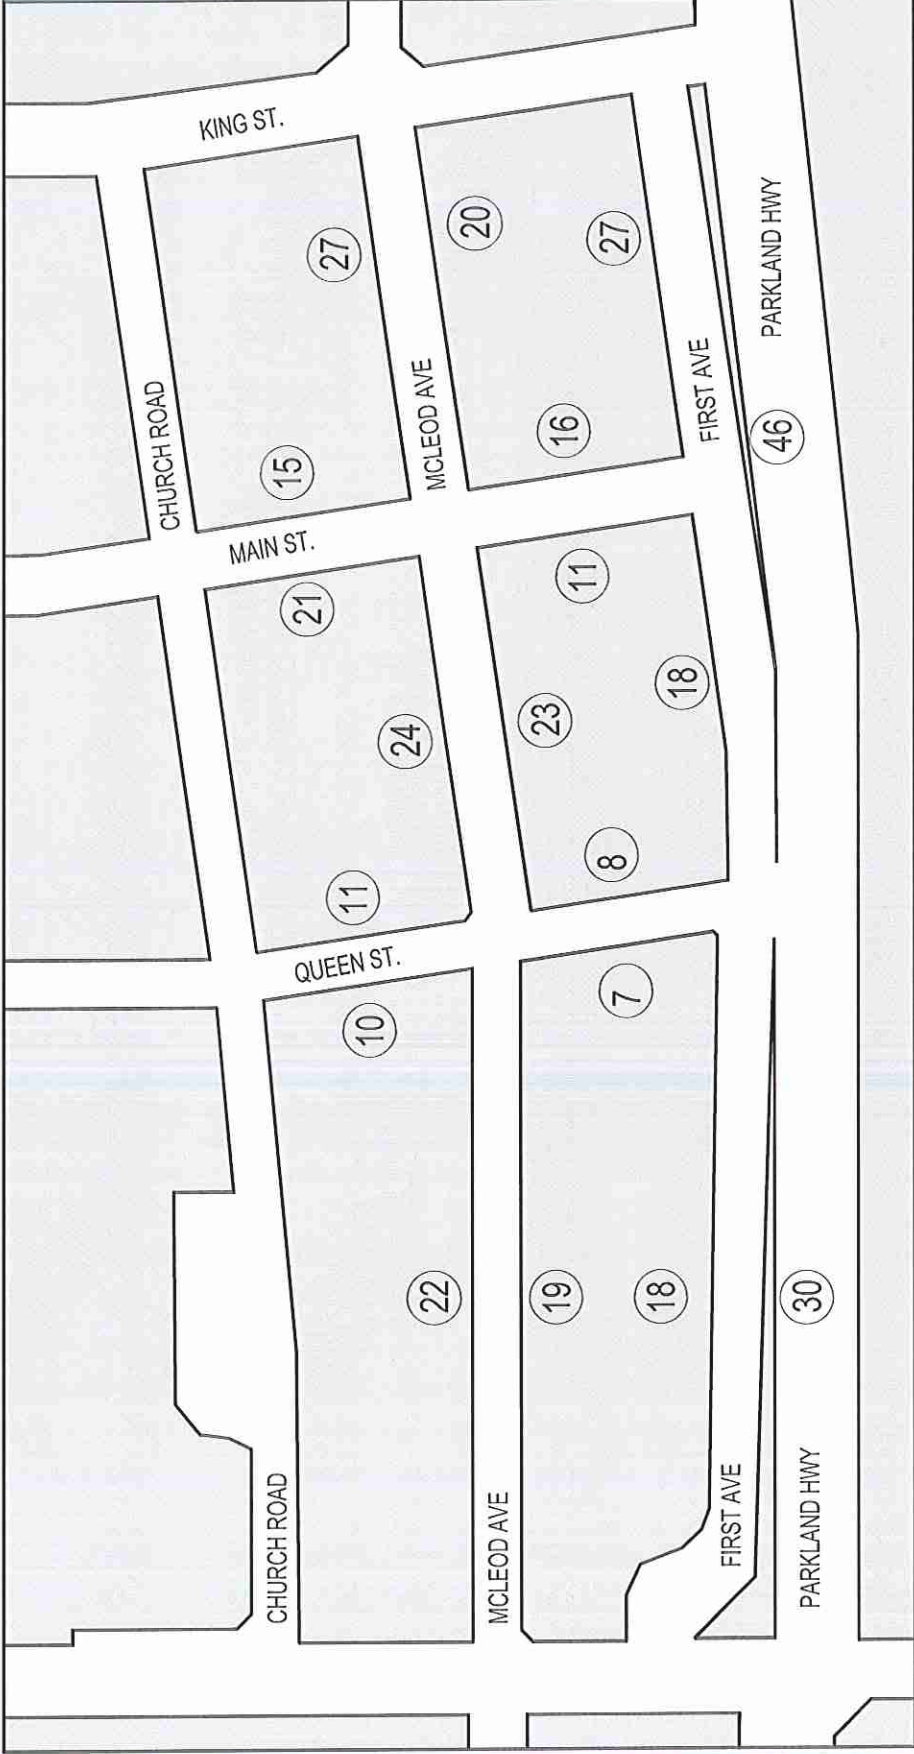 CHURCH ROAD
KING ST.
MAIN ST.
CHURCH ROAD
15
21
27
QUEEN ST.
11
10
24
MCLEOD AVE
22
20
MCLEOD AVE
23
19
16
11
8
27
7
18
18
FIRST AVE
FIRST AVE
PARKLAND HWY
46
30
PARKLAND HWY